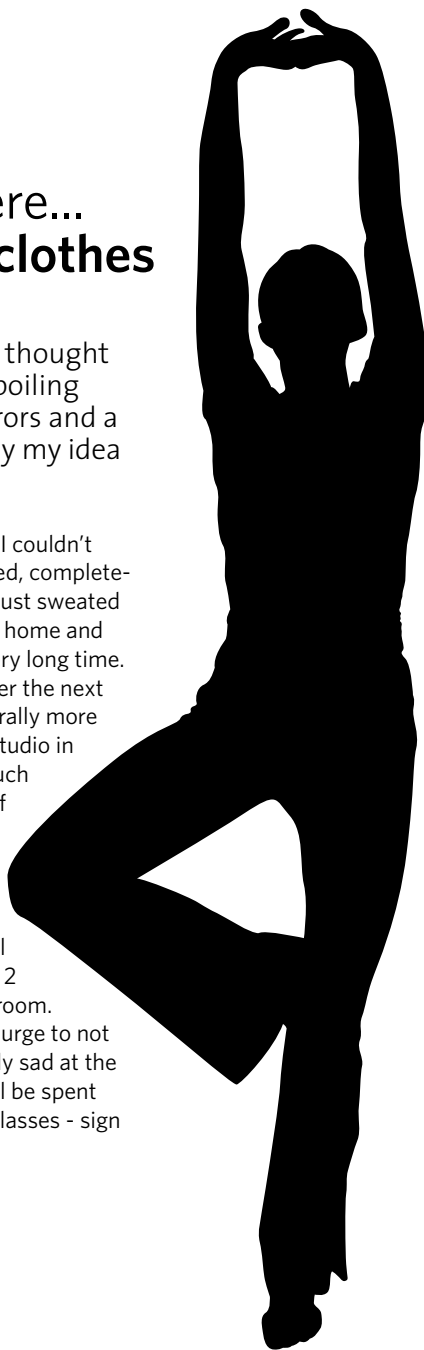 ere...
clothes
thought
boiling
rors and a
y my idea
I couldn't
ed, complete-
ust sweated
home and
ry long time.
er the next
rally more
tudio in
uch
f
l
2
room.
urge to not
ly sad at the
l be spent
lasses - sign